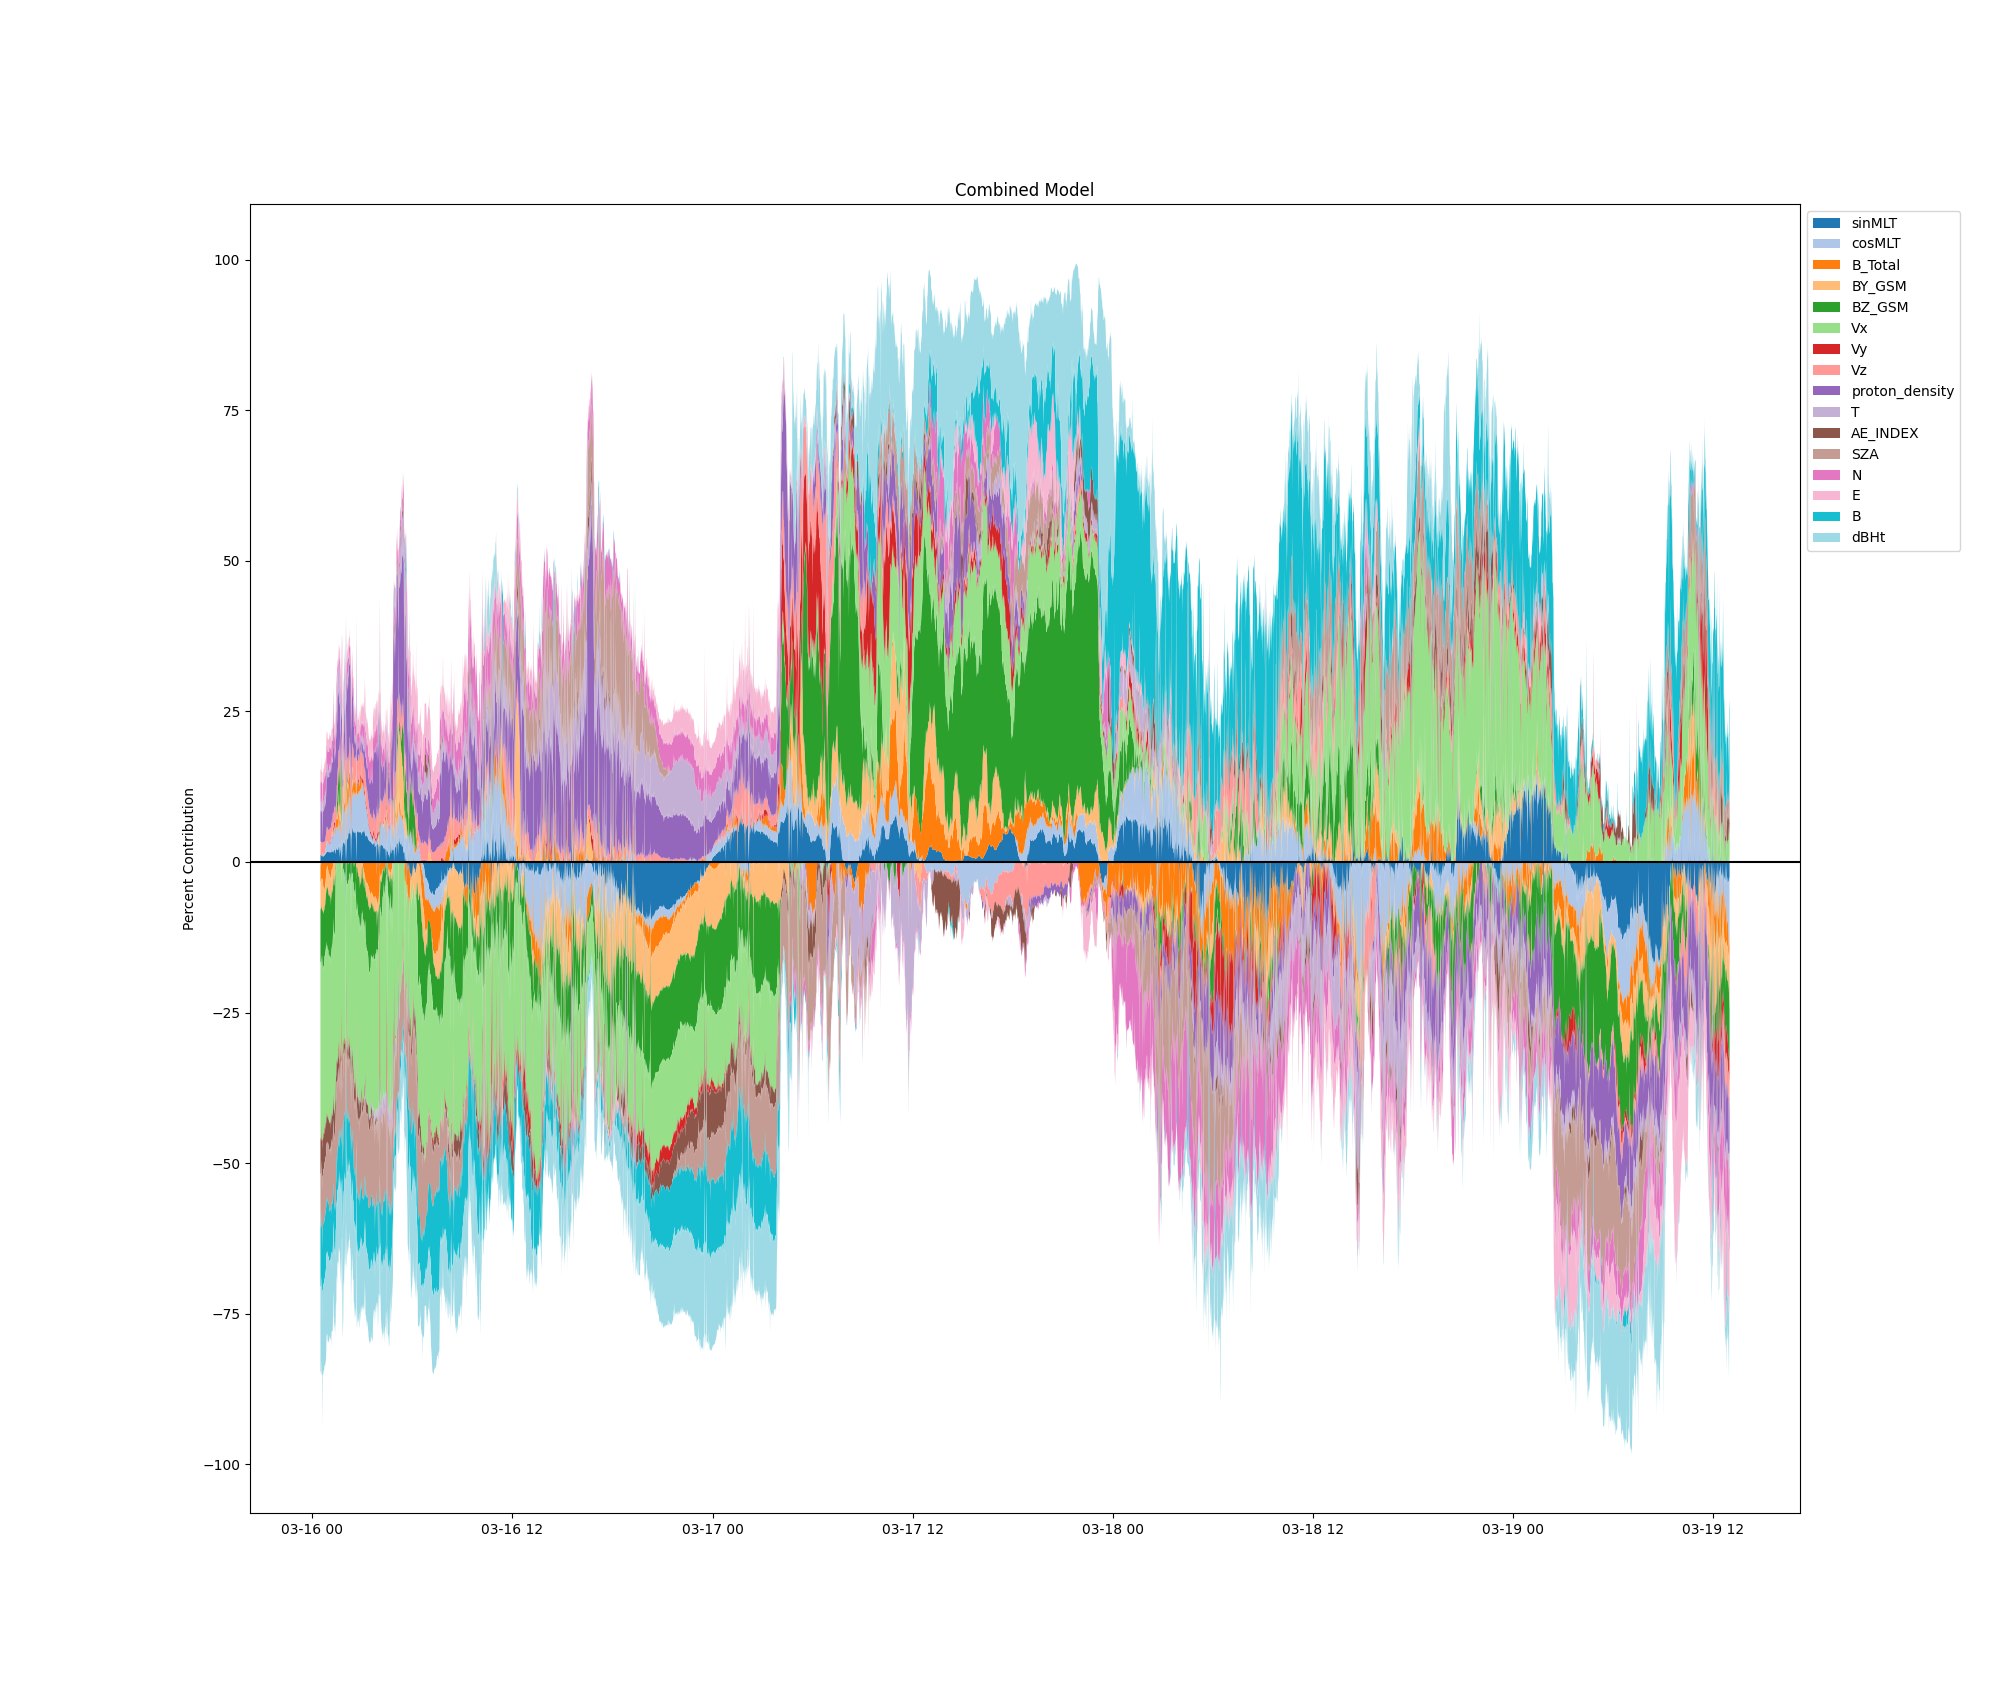 Combined Model
100
75
50
25
0
−25
−50
−75
−100
Percent Contribution
03-16 00
03-16 12
03-17 00
03-17 12
03-18 00
03-18 12
03-19 00
03-19 12
sinMLT
cosMLT
B_Total
BY_GSM
BZ_GSM
Vx
Vy
Vz
proton_density
T
AE_INDEX
SZA
N
E
B
dBHt